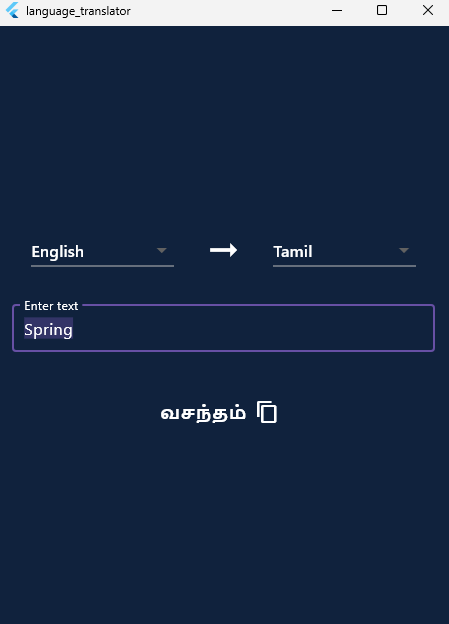 language_translator
English
Tamil
Enter text
Spring
வசந்தம்